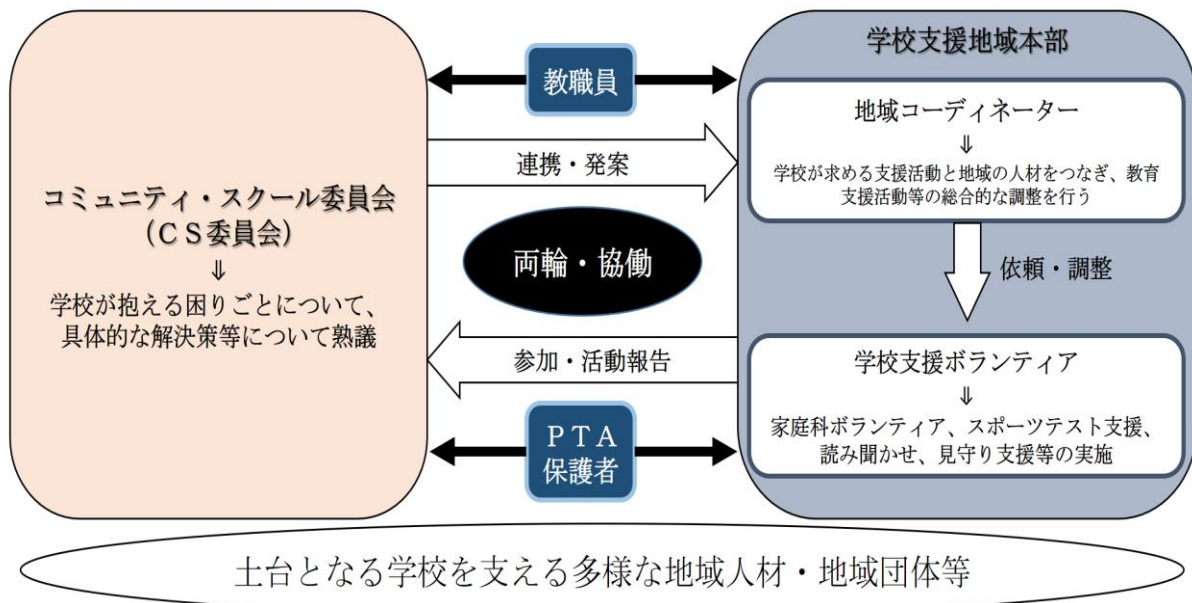 コミュニティ・スクール委員会
（ＣＳ委員会）
⇓
学校が抱える困りごとについて、
具体的な解決策等について熟議
教職員
連携・発案
両輪・協働
参加・活動報告
ＰＴＡ
保護者
学校支援地域本部
地域コーディネーター
⇓
学校が求める支援活動と地域の人材をつなぎ、教育
支援活動等の総合的な調整を行う
依頼・調整
学校支援ボランティア
⇓
家庭科ボランティア、スポーツテスト支援、
読み聞かせ、見守り支援等の実施
土台となる学校を支える多様な地域人材・地域団体等